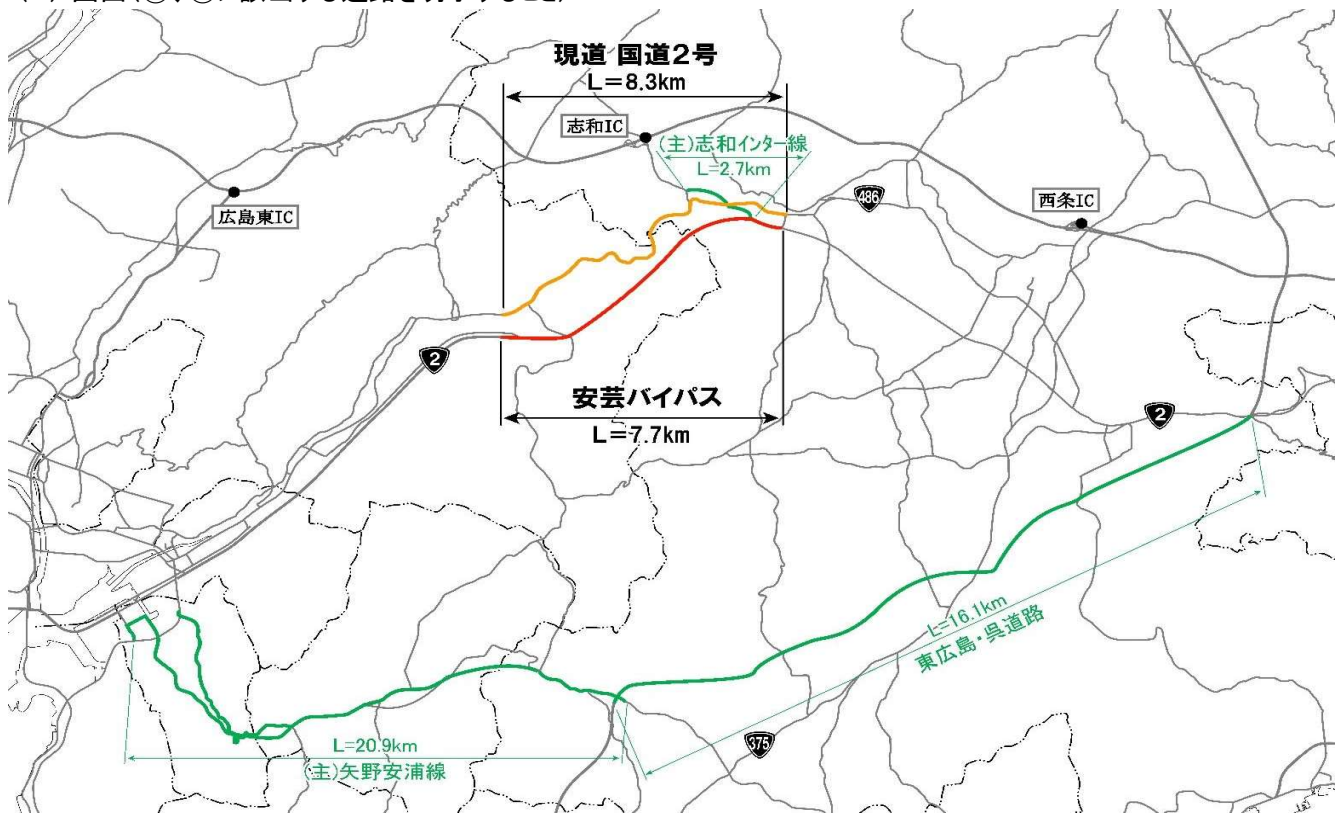 現道 国道2号
L=8.3km
志和IC
(主)志和インター線
L=2.7km
広島東IC
486
西条IC
2
安芸バイパス
L=7.7km
2
L=16.1km
東広島・呉道路
L=20.9km
(主)矢野安浦線
375